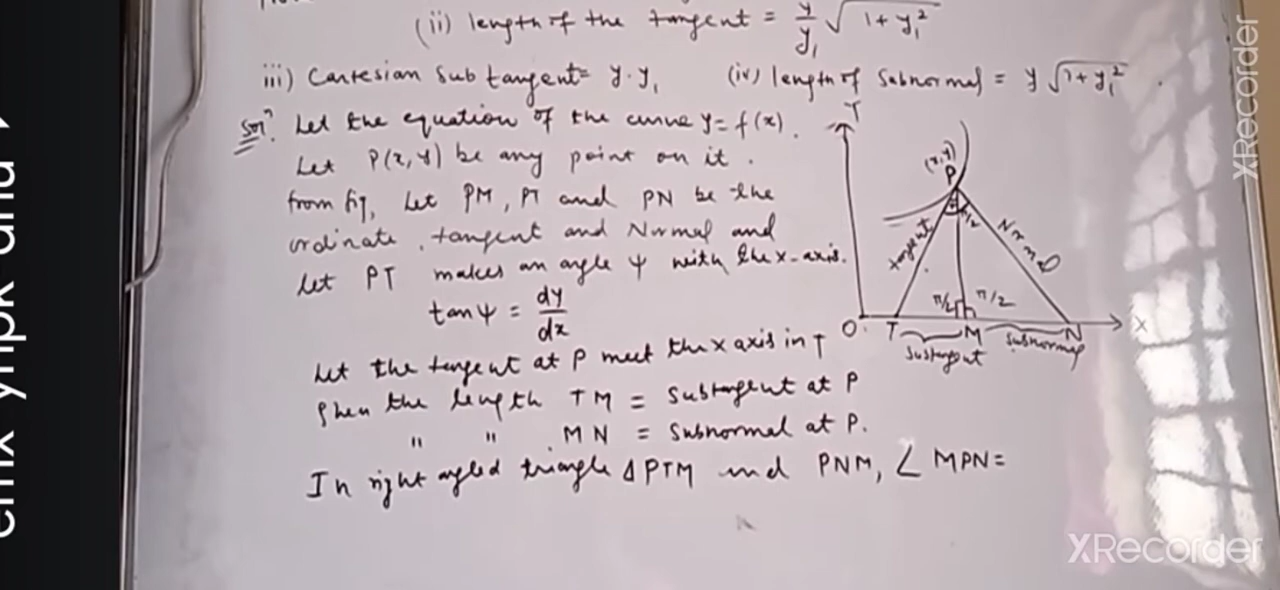 (ii) length of the tangent = y/y₁ √1+y₁²
iii) Cartesian Subtangent = y·y₁ (iv) length of Subnormal = y√1+y₁²
Solⁿ. Let the equation of the curve y=f(x).
Let P(x,y) be any point on it.
from fig, Let PM, PT and PN be the
ordinate, tangent and Normal and
Let PT makes an angle ψ with the x-axis.
tan ψ = dy/dx
Let the tangent at P meet the x axis in T
Then the length TM = Subtangent at P
" " MN = Subnormal at P.
In right angled triangle ΔPTM and PNM, ∠MPN=
Y
(x,y)
P
π/2
tangent
Normal
π/2 π/2
O T M N X
Subtangent
subnormal
XRecorder
XRecorder